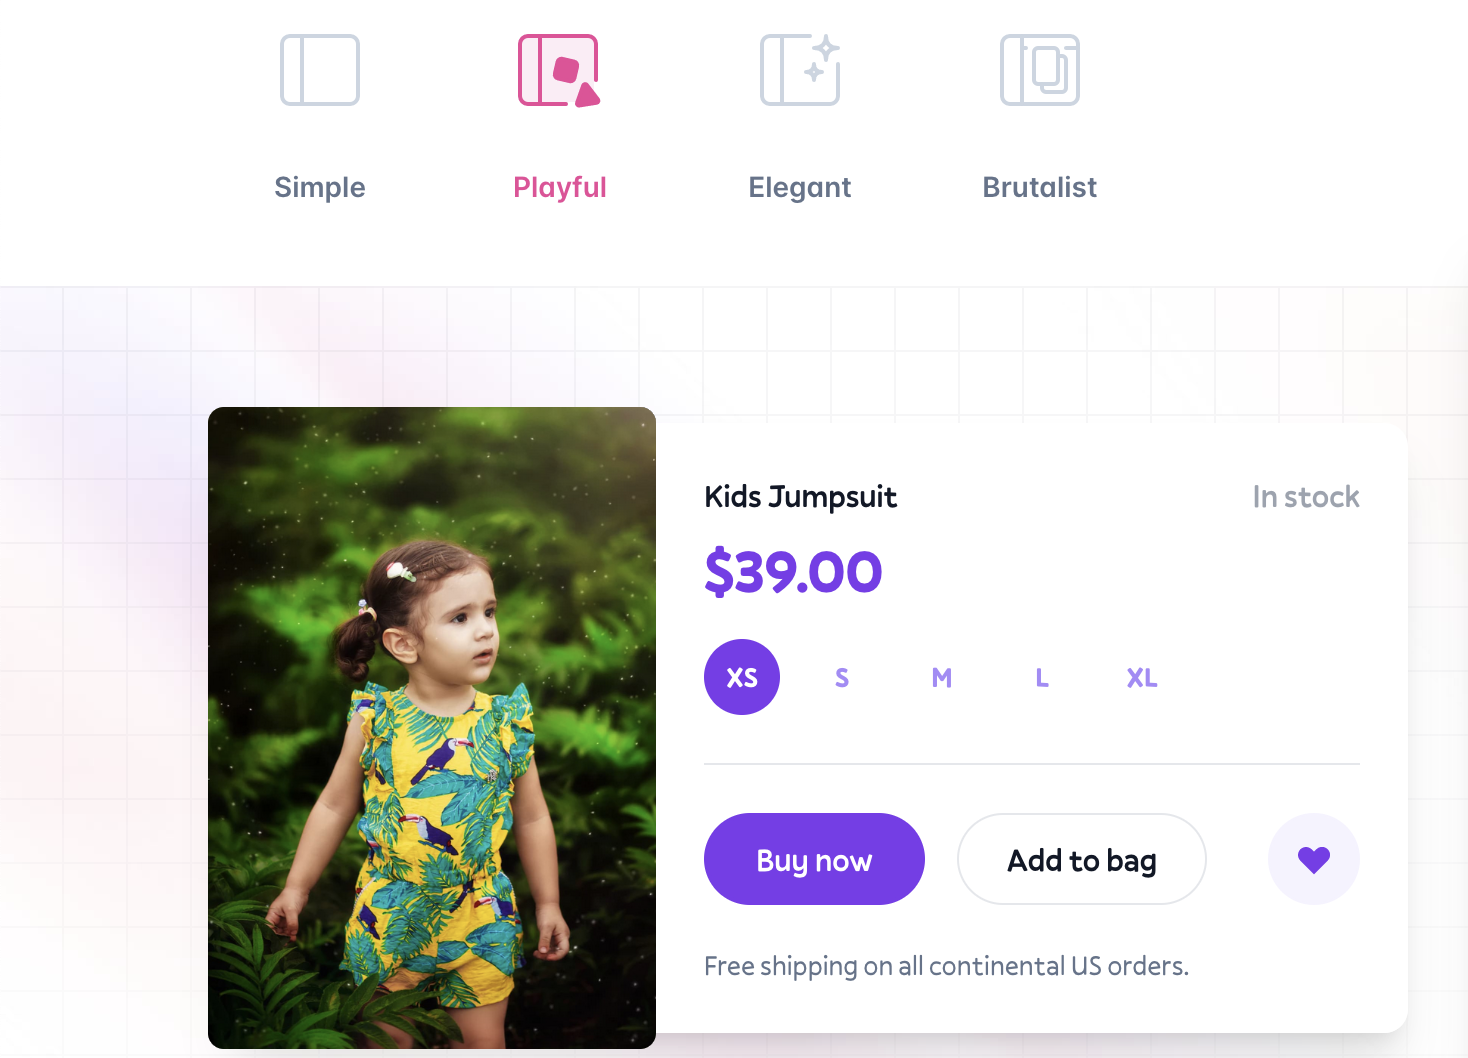 Simple Playful Elegant Brutalist
Kids Jumpsuit In stock
$39.00
XS S M L XL
Buy now Add to bag
Free shipping on all continental US orders.